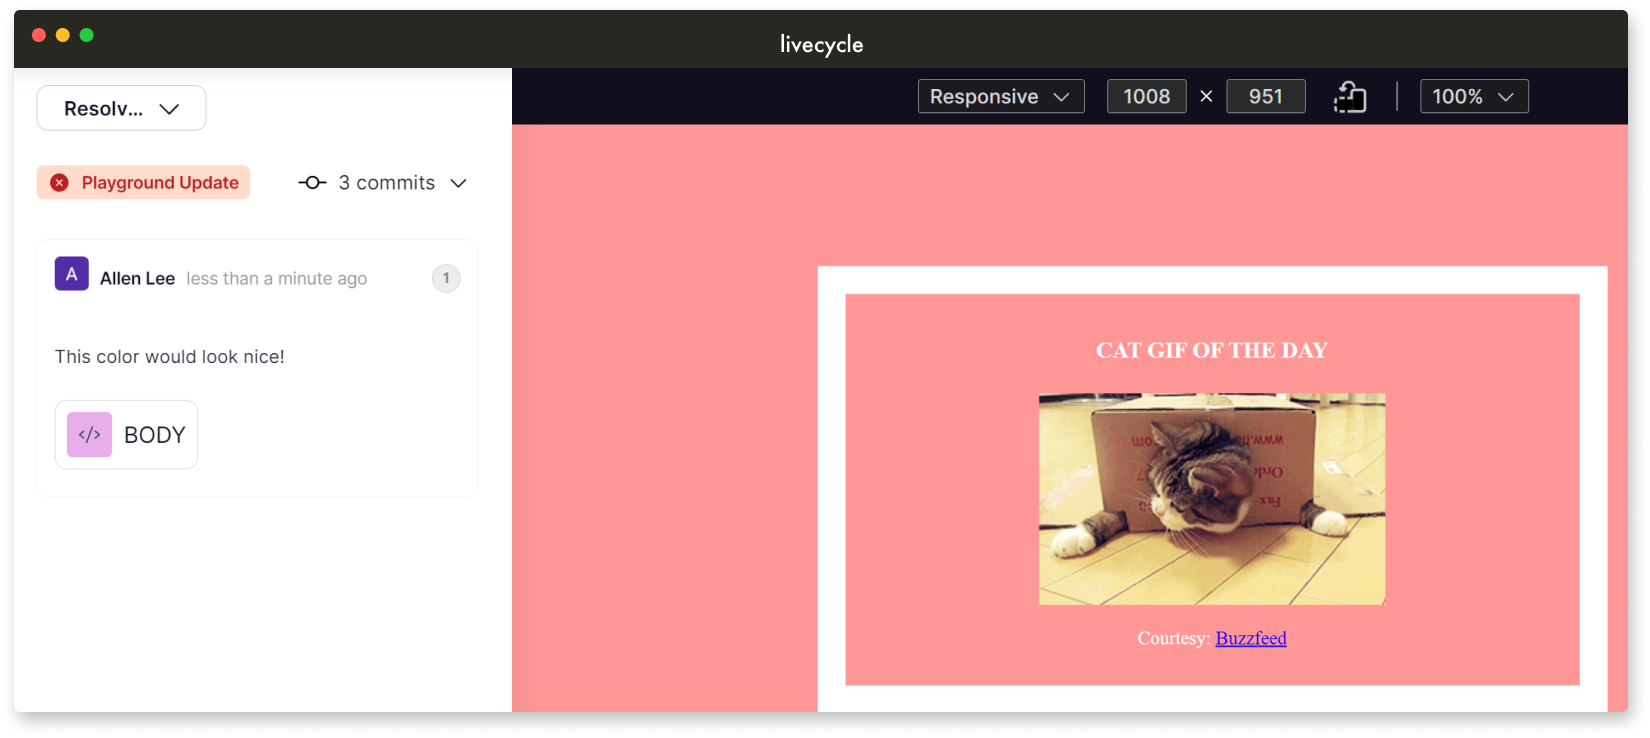 livecycle
Resolv...
Responsive
1008 × 951
100%
Playground Update
3 commits
A
Allen Lee less than a minute ago
1
This color would look nice!
</> BODY
CAT GIF OF THE DAY
Courtesy: Buzzfeed